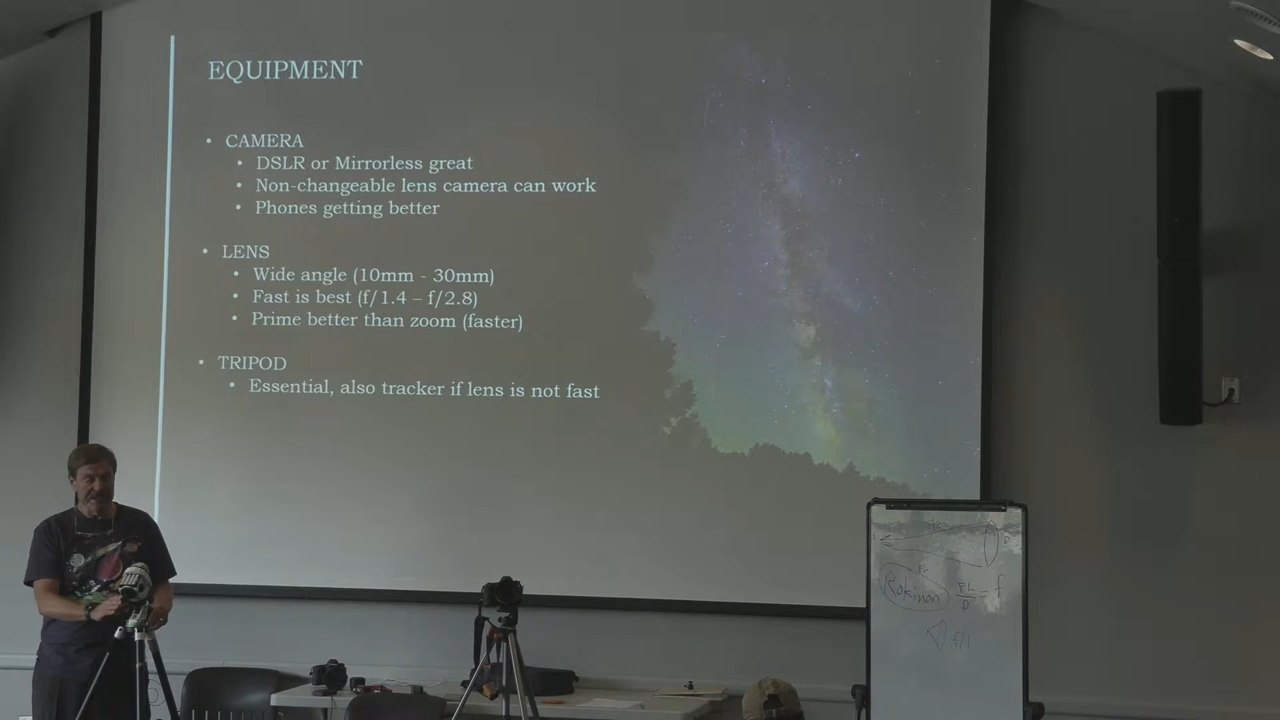 EQUIPMENT
• CAMERA
• DSLR or Mirrorless great
• Non-changeable lens camera can work
• Phones getting better
• LENS
• Wide angle (10mm - 30mm)
• Fast is best (f/1.4 – f/2.8)
• Prime better than zoom (faster)
• TRIPOD
• Essential, also tracker if lens is not fast
D
FL
Rokinon
FL/D = f
f/1